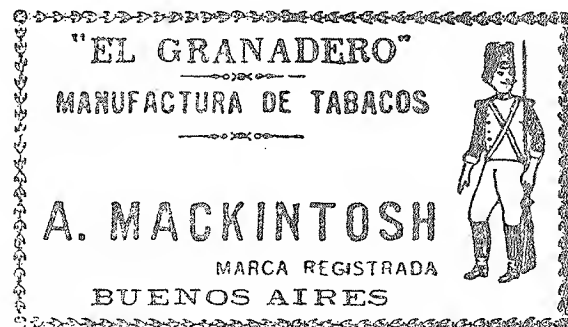 "EL GRANADERO"
MANUFACTURA DE TABACOS
A. MACKINTOSH
MARCA REGISTRADA
BUENOS AIRES